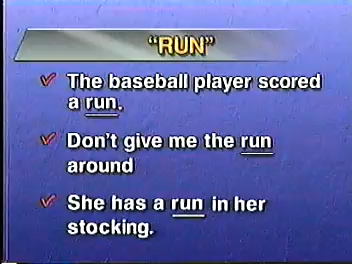 "RUN"
The baseball player scored
a run.
Don't give me the run
around
She has a run in her
stocking.